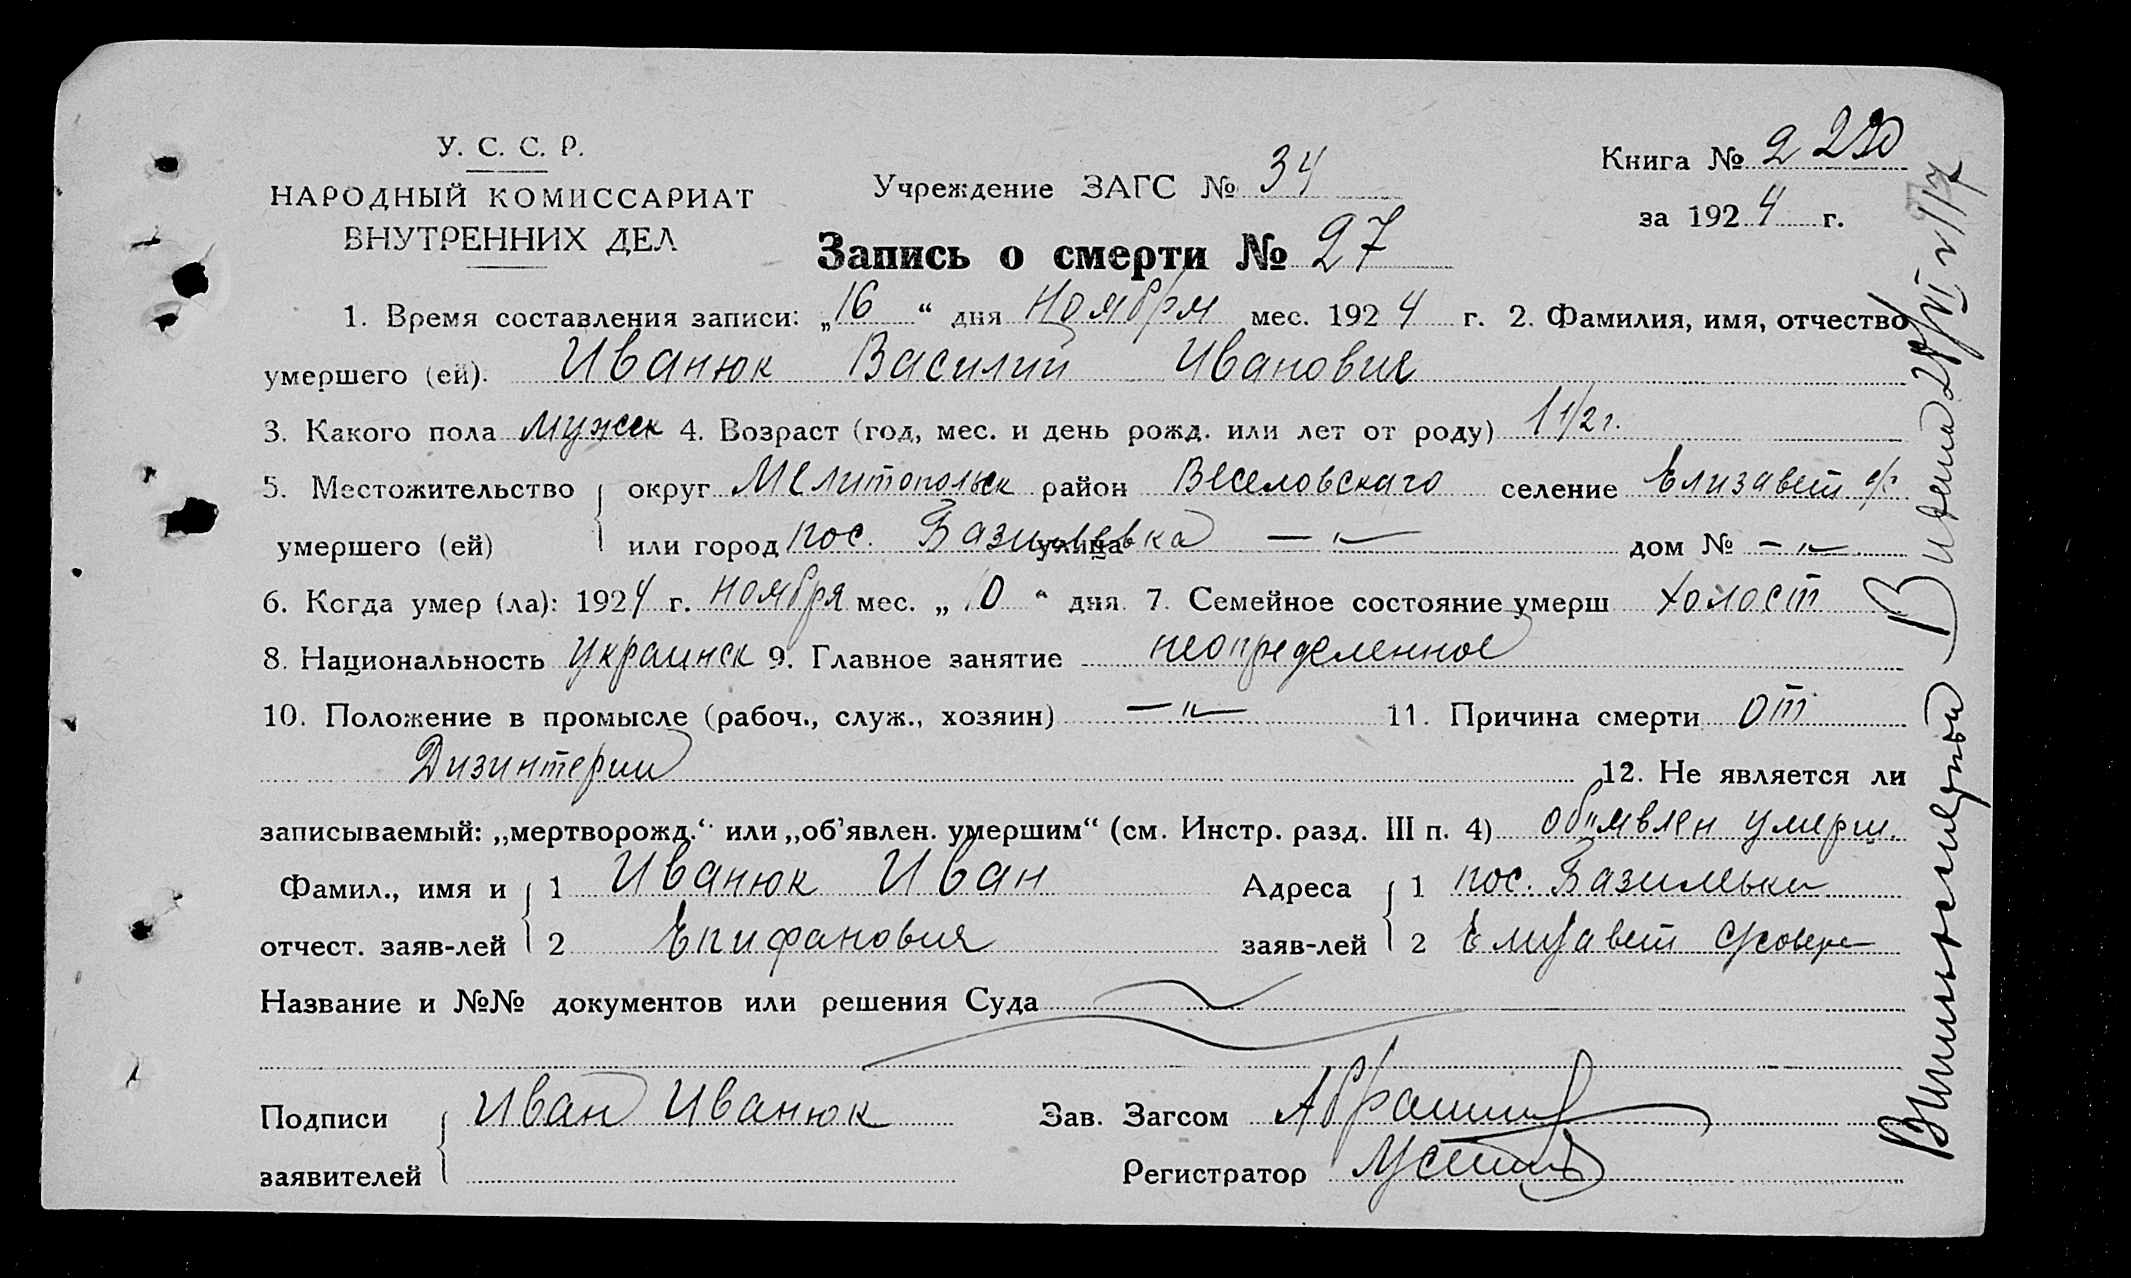 У. С. С. Р.
НАРОДНЫЙ КОМИССАРИАТ
ВНУТРЕННИХ ДЕЛ
Учреждение ЗАГС № 34
Книга № 2 250
за 1924 г.
Запись о смерти № 27
1. Время составления записи: „16“ дня Ноября мес. 1924 г. 2. Фамилия, имя, отчество
умершего (ей). Иванюк Василий Иванович
3. Какого пола мужск 4. Возраст (год, мес. и день рожд. или лет от роду) 1 1/2 г.
5. Местожительство округ Мелитопольск район Веселовскаго селение Елизавет с/с
умершего (ей) или город пос. Базилевка улица — „ — дом № — „ —
6. Когда умер (ла): 1924 г. ноября мес. „10“ дня. 7. Семейное состояние умерш холост
8. Национальность украинск 9. Главное занятие неопределенное
10. Положение в промысле (рабоч., служ., хозяин) — „ — 11. Причина смерти от
Дизинтерии 12. Не является ли
записываемый: „мертворожд.“ или „об’явлен. умершим“ (см. Инстр. разд. III п. 4) объявлен умерш.
Фамил., имя и 1 Иванюк Иван Адреса 1 пос. Базилевки
отчест. заяв-лей 2 Епифанович заяв-лей 2 Елизавет
Название и №№ документов или решения Суда
Подписи Иван Иванюк Зав. Загсом
заявителей Регистратор